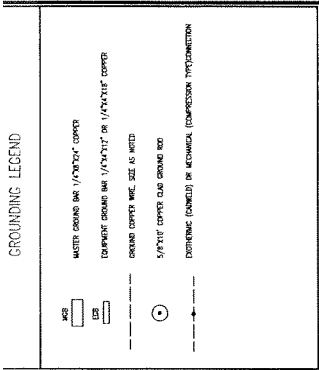 GROUNDING LEGEND
MGB MASTER GROUND BAR 1/4"X8"X24" COPPER
EGB EQUIPMENT GROUND BAR 1/4"X4"X12" OR 1/4"X4"X18" COPPER
GROUND COPPER WIRE, SIZE AS NOTED
5/8"X10' COPPER CLAD GROUND ROD
EXOTHERMIC (CADWELD) OR MECHANICAL (COMPRESSION TYPE)CONNECTION